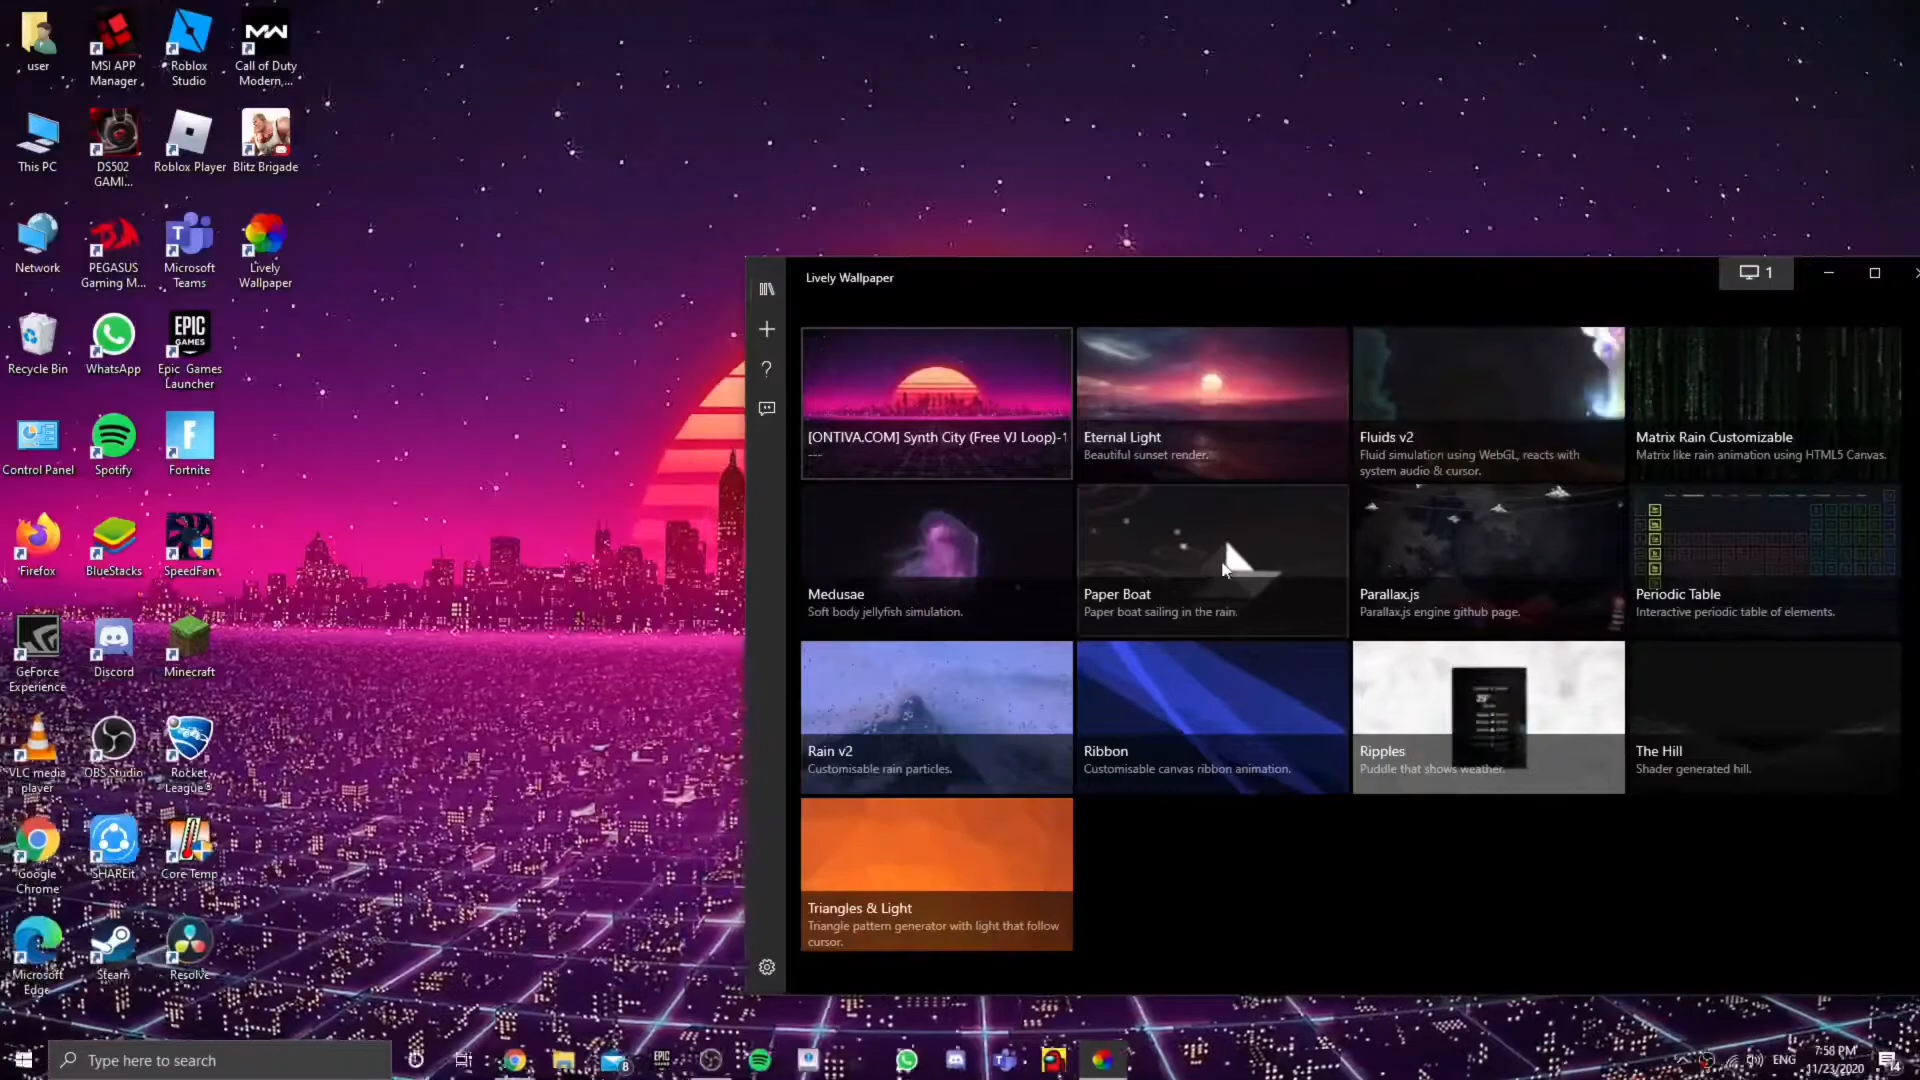 user
MSI APP
Manager
Roblox
Studio
Call of Duty
Modern,...
This PC
DS502
GAMI...
Roblox Player
Blitz Brigade
Network
PEGASUS
Gaming M...
Microsoft
Teams
Lively
Wallpaper
Recycle Bin
WhatsApp
EPIC
GAMES
Epic Games
Launcher
Control Panel
Spotify
Fortnite
Firefox
BlueStacks
SpeedFan
GeForce
Experience
Discord
Minecraft
VLC media
player
OBS Studio
Rocket
League®
Google
Chrome
SHAREit
Core Temp
Microsoft
Edge
Steam
Resolve
Lively Wallpaper
1
[ONTIVA.COM] Synth City (Free VJ Loop)-1
---
Eternal Light
Beautiful sunset render.
Fluids v2
Fluid simulation using WebGL, reacts with
system audio & cursor.
Matrix Rain Customizable
Matrix like rain animation using HTML5 Canvas.
Medusae
Soft body jellyfish simulation.
Paper Boat
Paper boat sailing in the rain.
Parallax.js
Parallax.js engine github page.
Periodic Table
Interactive periodic table of elements.
Rain v2
Customisable rain particles.
Ribbon
Customisable canvas ribbon animation.
Ripples
Puddle that shows weather.
The Hill
Shader generated hill.
Triangles & Light
Triangle pattern generator with light that follow
cursor.
Type here to search
8
EPIC
GAMES
ENG
7:58 PM
11/23/2020
14